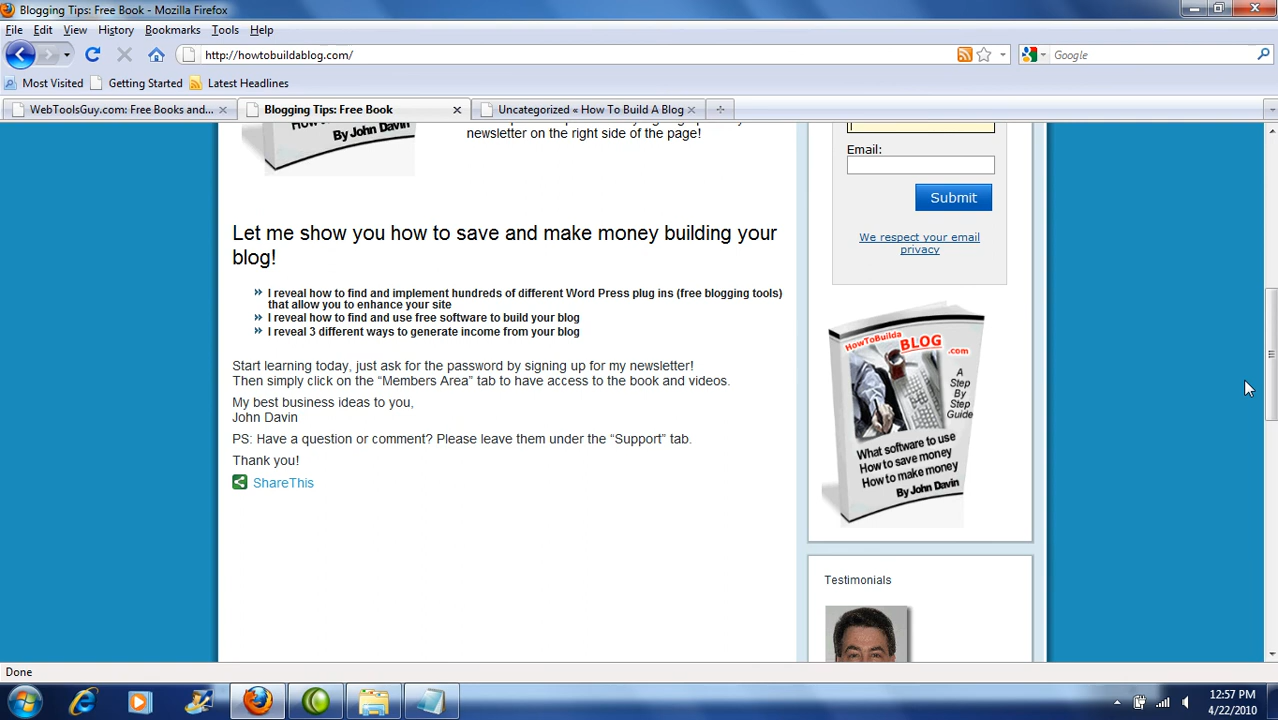 Blogging Tips: Free Book - Mozilla Firefox
File Edit View History Bookmarks Tools Help
http://howtobuildablog.com/
Google
Most Visited Getting Started Latest Headlines
WebToolsGuy.com: Free Books and...
Blogging Tips: Free Book
Uncategorized « How To Build A Blog
By John Davin
newsletter on the right side of the page!
Email:
Submit
We respect your email
privacy
Let me show you how to save and make money building your
blog!
I reveal how to find and implement hundreds of different Word Press plug ins (free blogging tools)
that allow you to enhance your site
I reveal how to find and use free software to build your blog
I reveal 3 different ways to generate income from your blog
Start learning today, just ask for the password by signing up for my newsletter!
Then simply click on the “Members Area” tab to have access to the book and videos.
My best business ideas to you,
John Davin
PS: Have a question or comment? Please leave them under the “Support” tab.
Thank you!
ShareThis
HowToBuilda
BLOG
.com
A
Step
By
Step
Guide
What software to use
How to save money
How to make money
By John Davin
Testimonials
Done
12:57 PM
4/22/2010